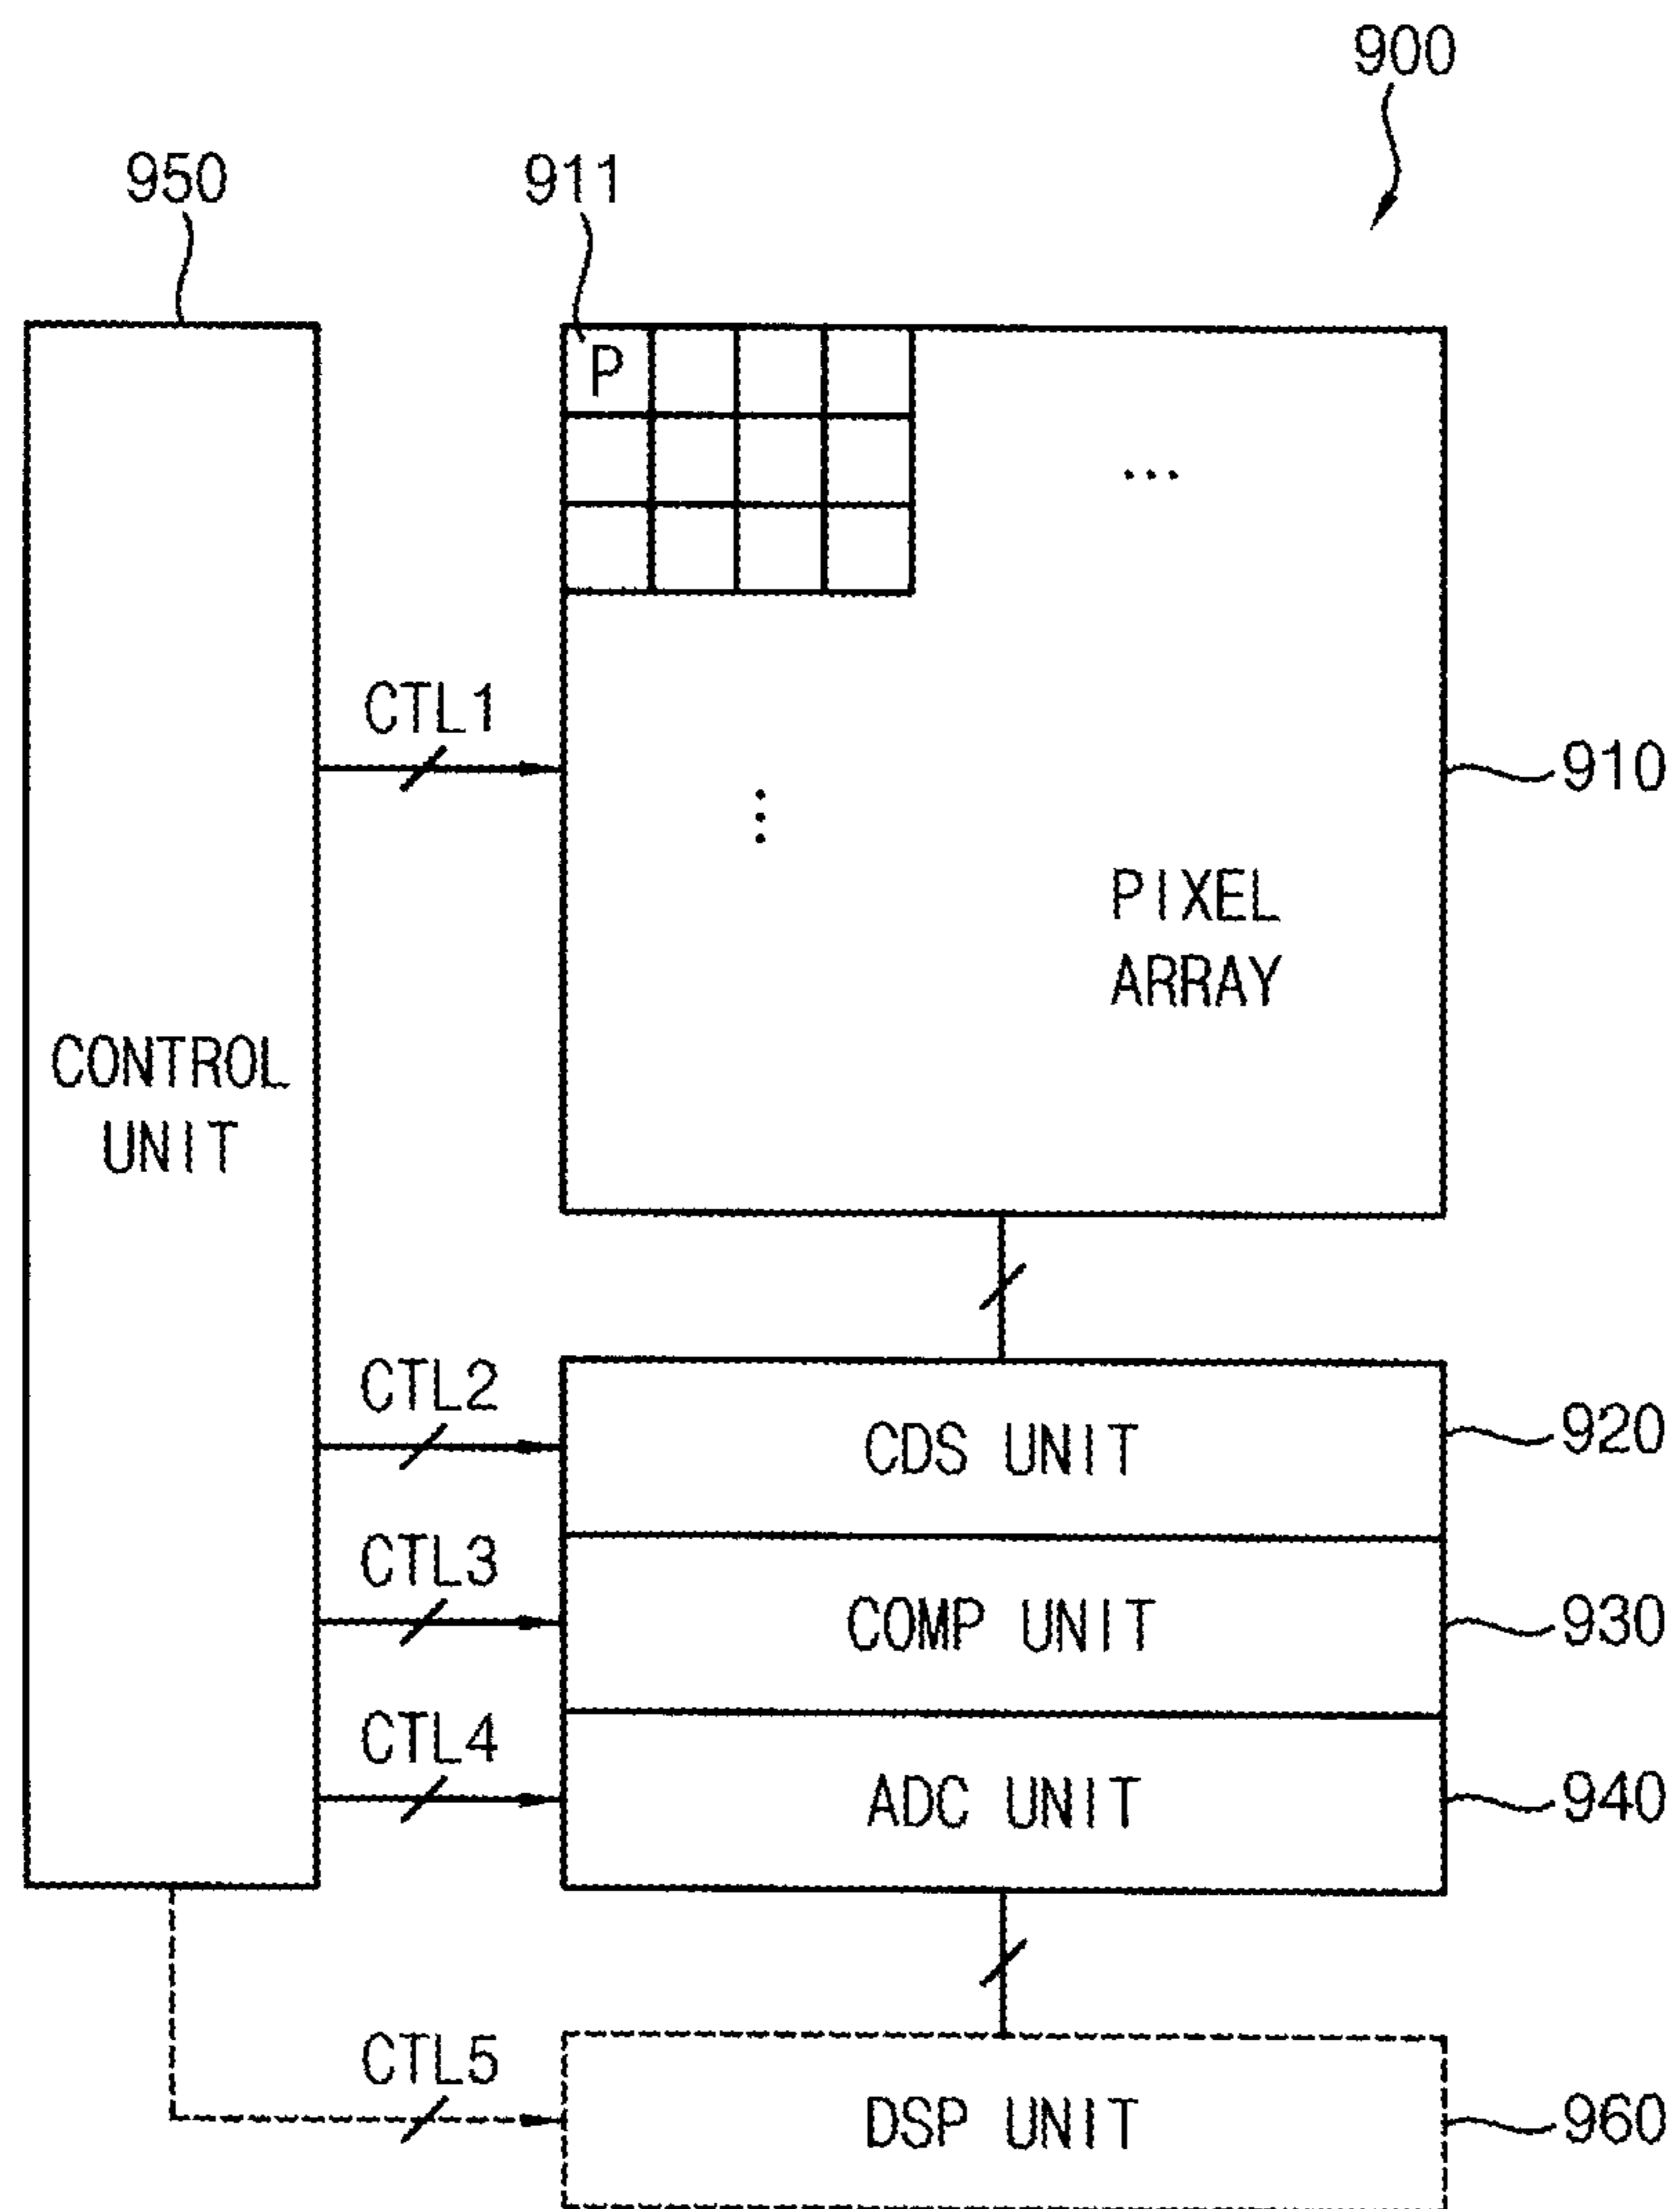 900
950
911
P
...
CTL1
910
PIXEL
ARRAY
CONTROL
UNIT
CTL2
CDS UNIT
920
CTL3
COMP UNIT
930
CTL4
ADC UNIT
940
CTL5
DSP UNIT
960